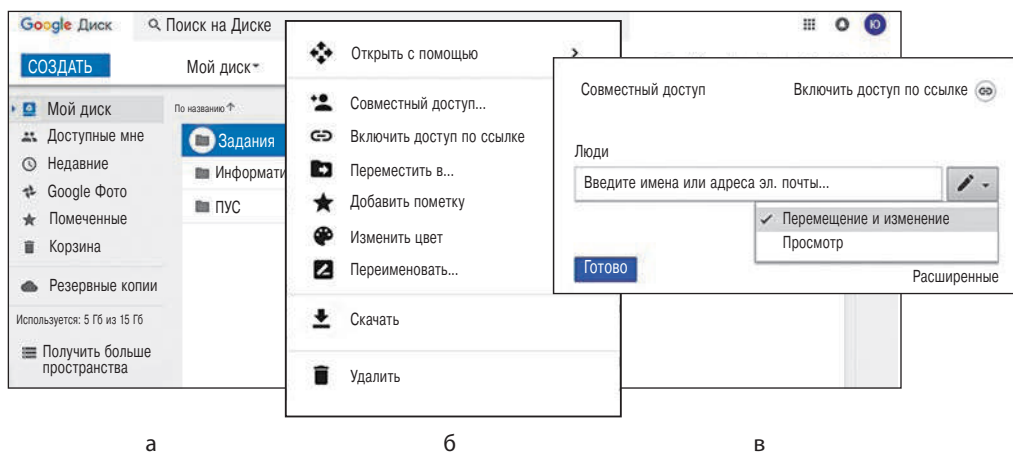 Google Диск
Поиск на Диске
Ю
СОЗДАТЬ
Мой диск
Мой диск
Доступные мне
Недавние
Google Фото
Помеченные
Корзина
Резервные копии
Используется: 5 Гб из 15 Гб
Получить больше
пространства
По названию
Задания
Информати
ПУС
Открыть с помощью
Совместный доступ...
Включить доступ по ссылке
Переместить в...
Добавить пометку
Изменить цвет
Переименовать...
Скачать
Удалить
Совместный доступ
Включить доступ по ссылке
Люди
Введите имена или адреса эл. почты...
Перемещение и изменение
Просмотр
Готово
Расширенные
а
б
в